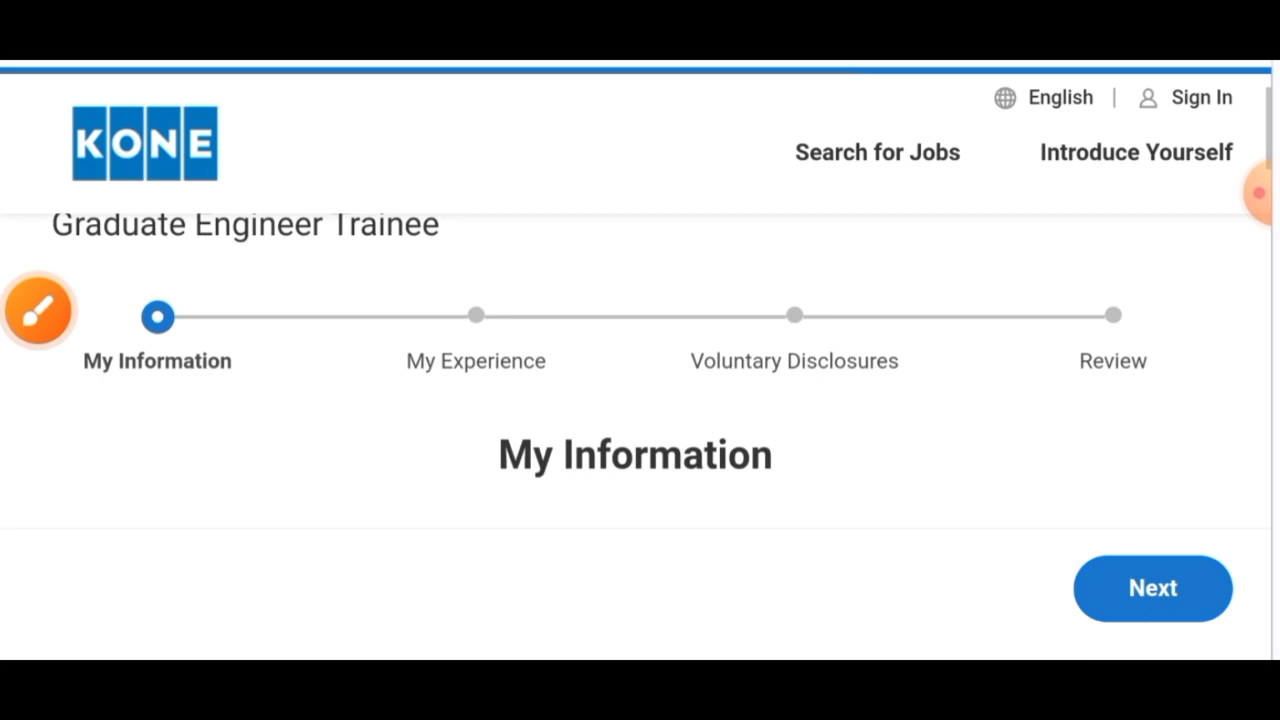 English | Sign In
KONE
Search for Jobs Introduce Yourself
Graduate Engineer Trainee
My Information My Experience Voluntary Disclosures Review
My Information
Next